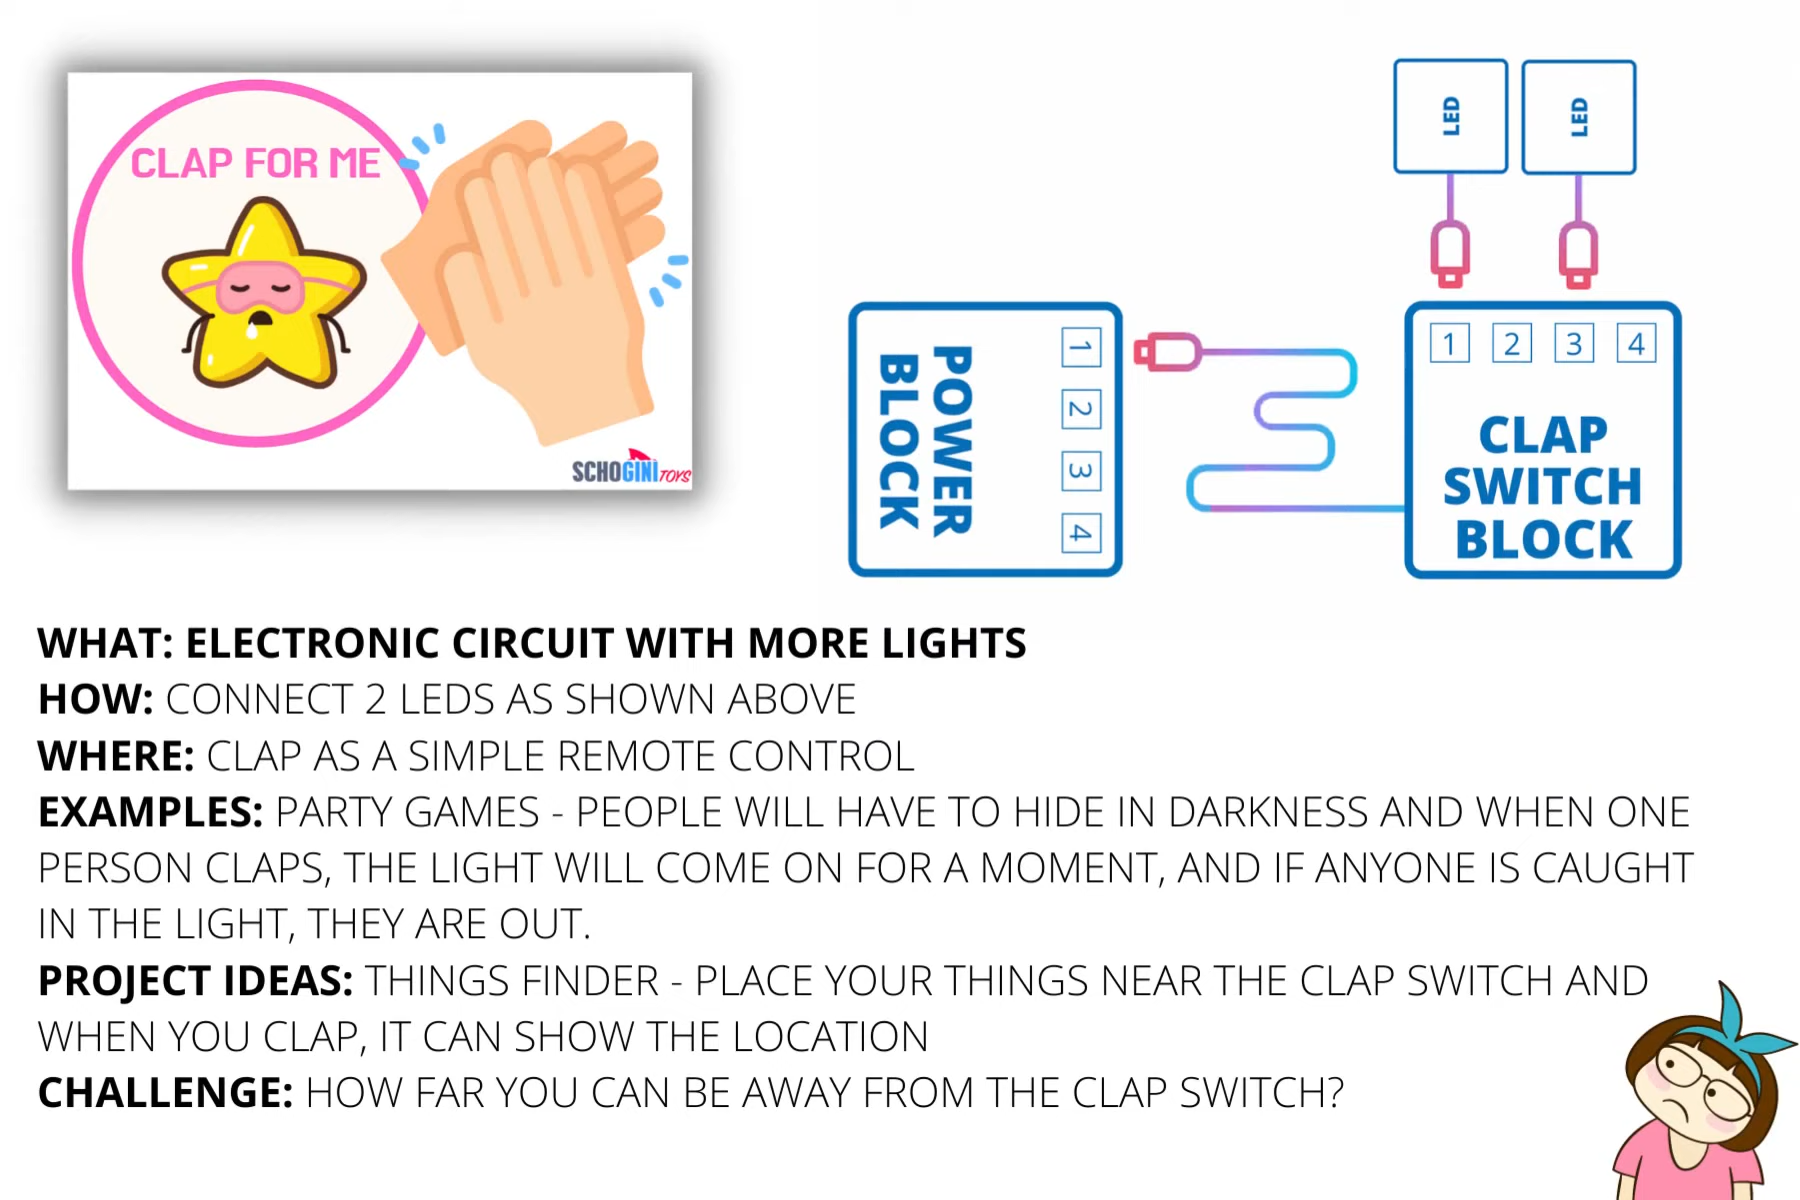 CLAP FOR ME
SCHOGINI TOYS
LED
LED
POWER
BLOCK
1
2
3
4
1 2 3 4
CLAP
SWITCH
BLOCK
WHAT: ELECTRONIC CIRCUIT WITH MORE LIGHTS
HOW: CONNECT 2 LEDS AS SHOWN ABOVE
WHERE: CLAP AS A SIMPLE REMOTE CONTROL
EXAMPLES: PARTY GAMES - PEOPLE WILL HAVE TO HIDE IN DARKNESS AND WHEN ONE
PERSON CLAPS, THE LIGHT WILL COME ON FOR A MOMENT, AND IF ANYONE IS CAUGHT
IN THE LIGHT, THEY ARE OUT.
PROJECT IDEAS: THINGS FINDER - PLACE YOUR THINGS NEAR THE CLAP SWITCH AND
WHEN YOU CLAP, IT CAN SHOW THE LOCATION
CHALLENGE: HOW FAR YOU CAN BE AWAY FROM THE CLAP SWITCH?